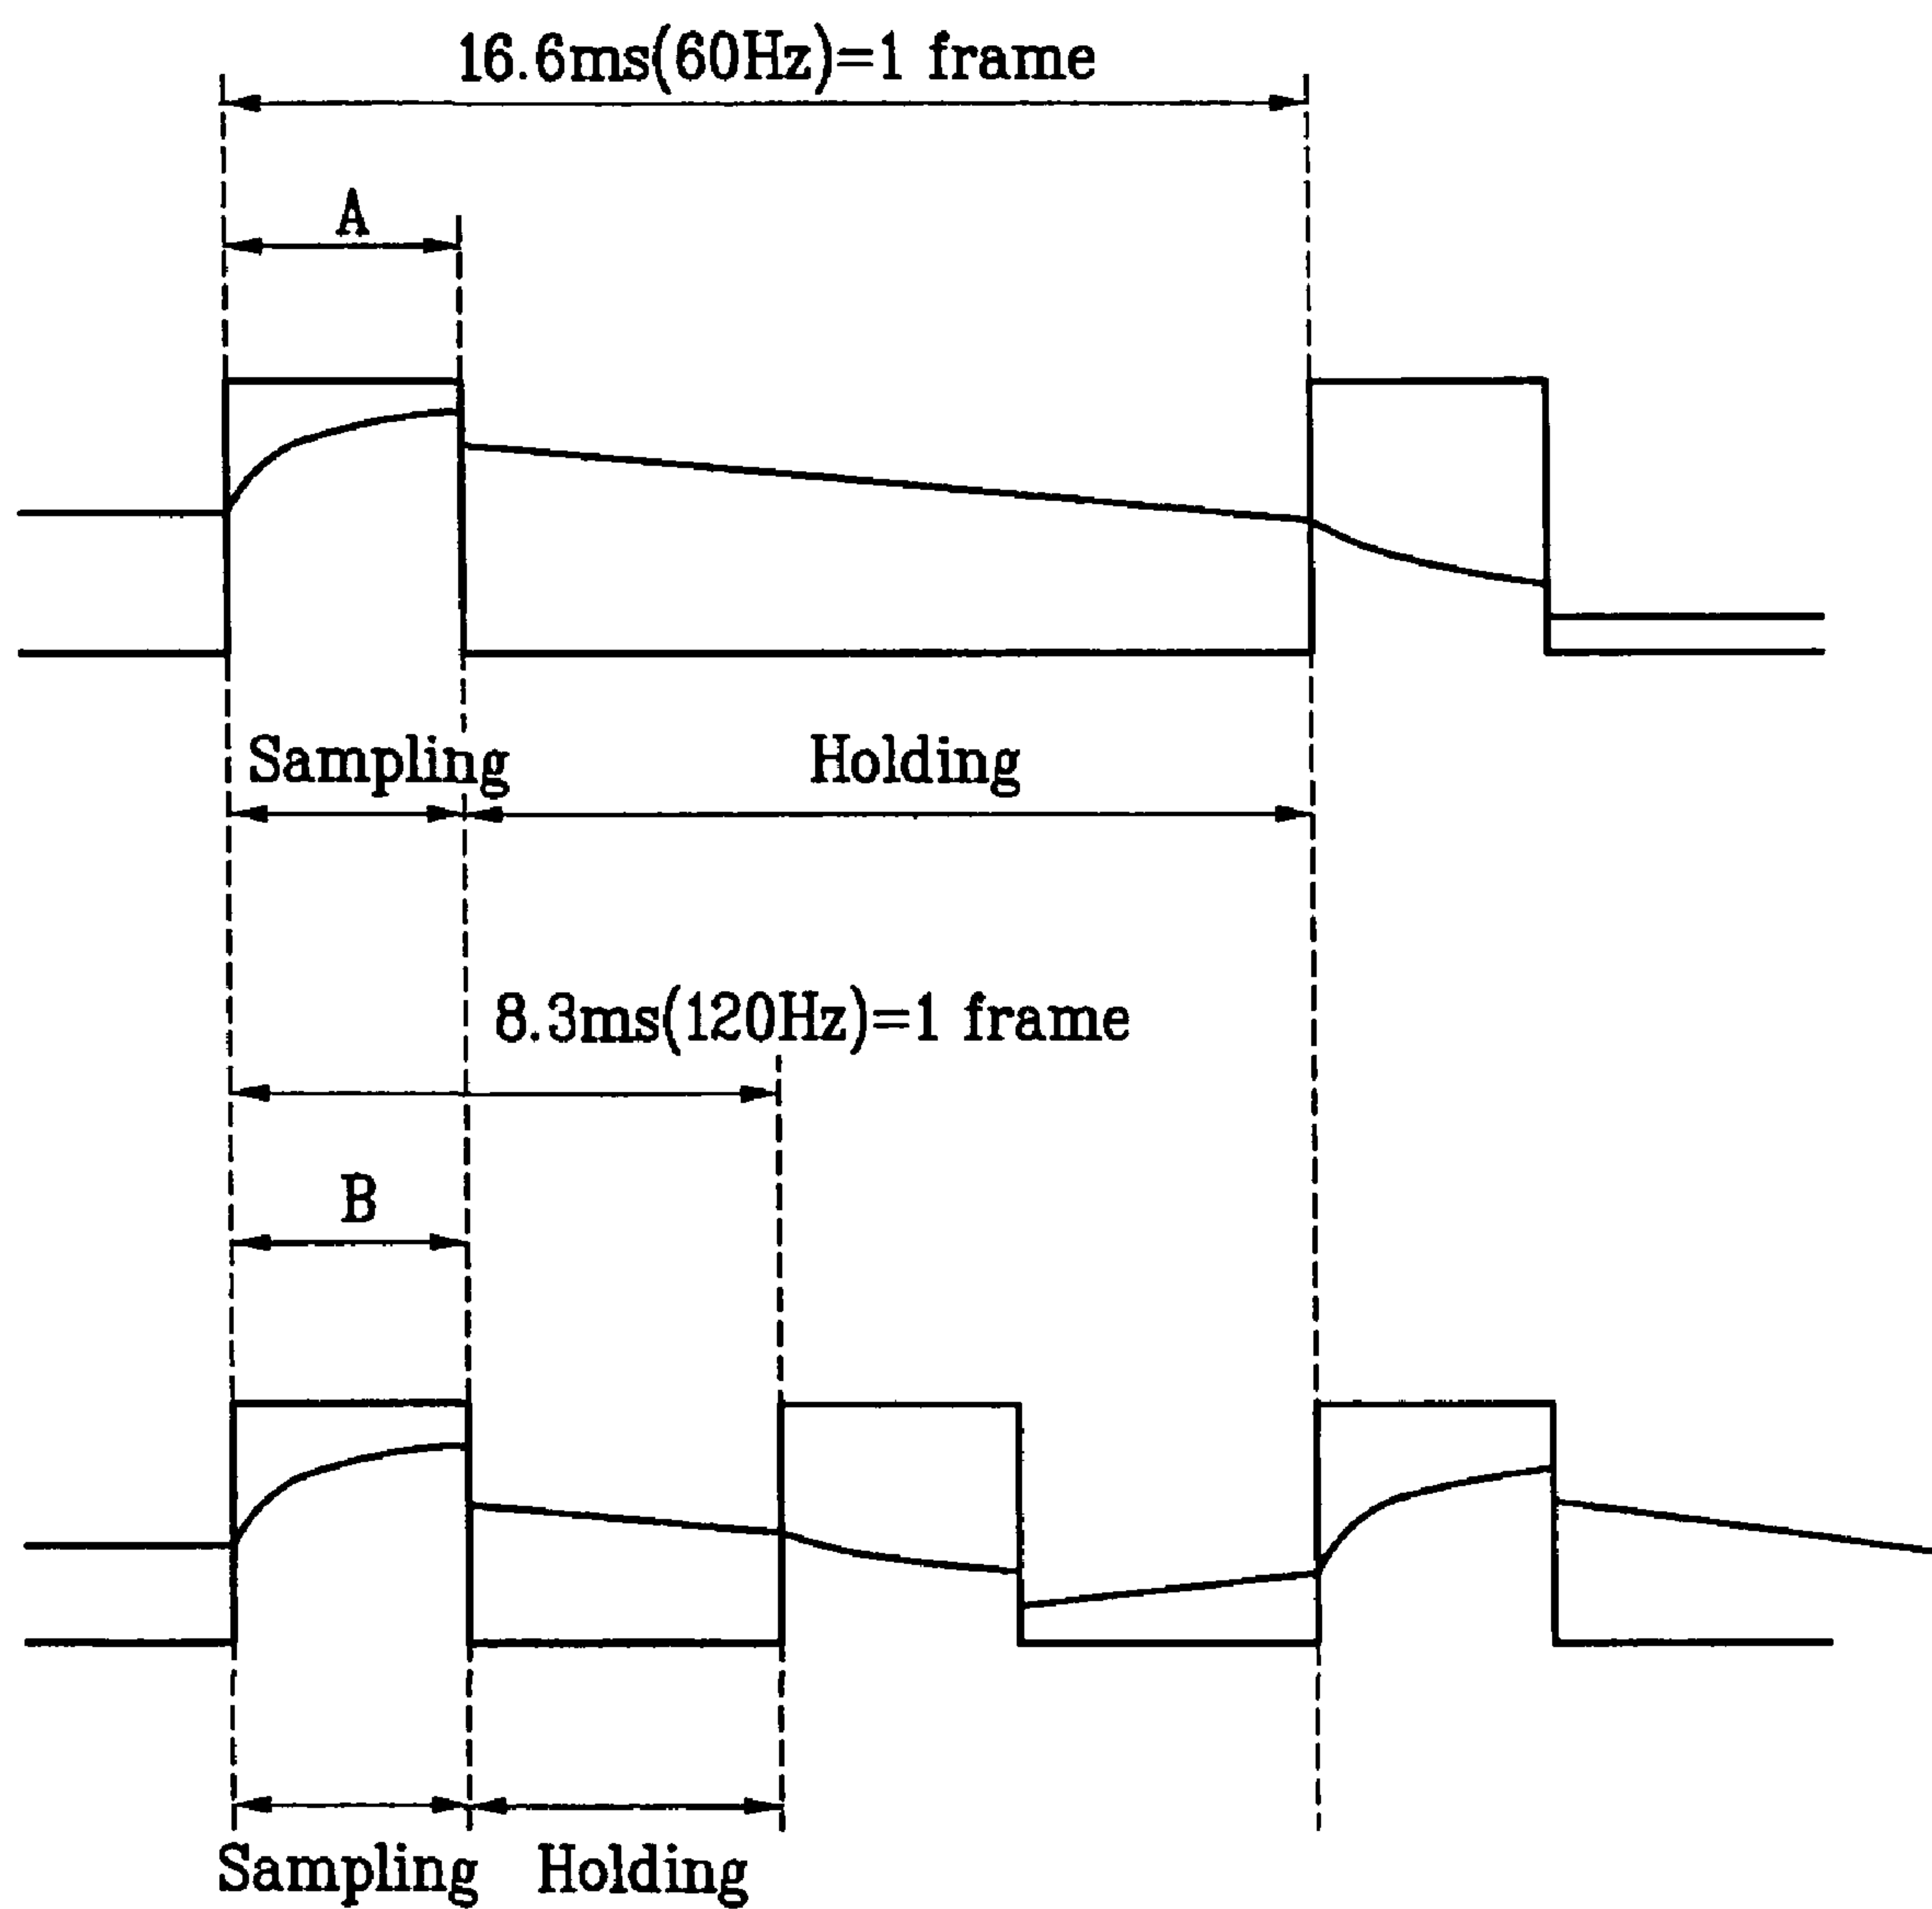 16.6ms(60Hz)=1 frame
A
Sampling
Holding
8.3ms(120Hz)=1 frame
B
Sampling
Holding